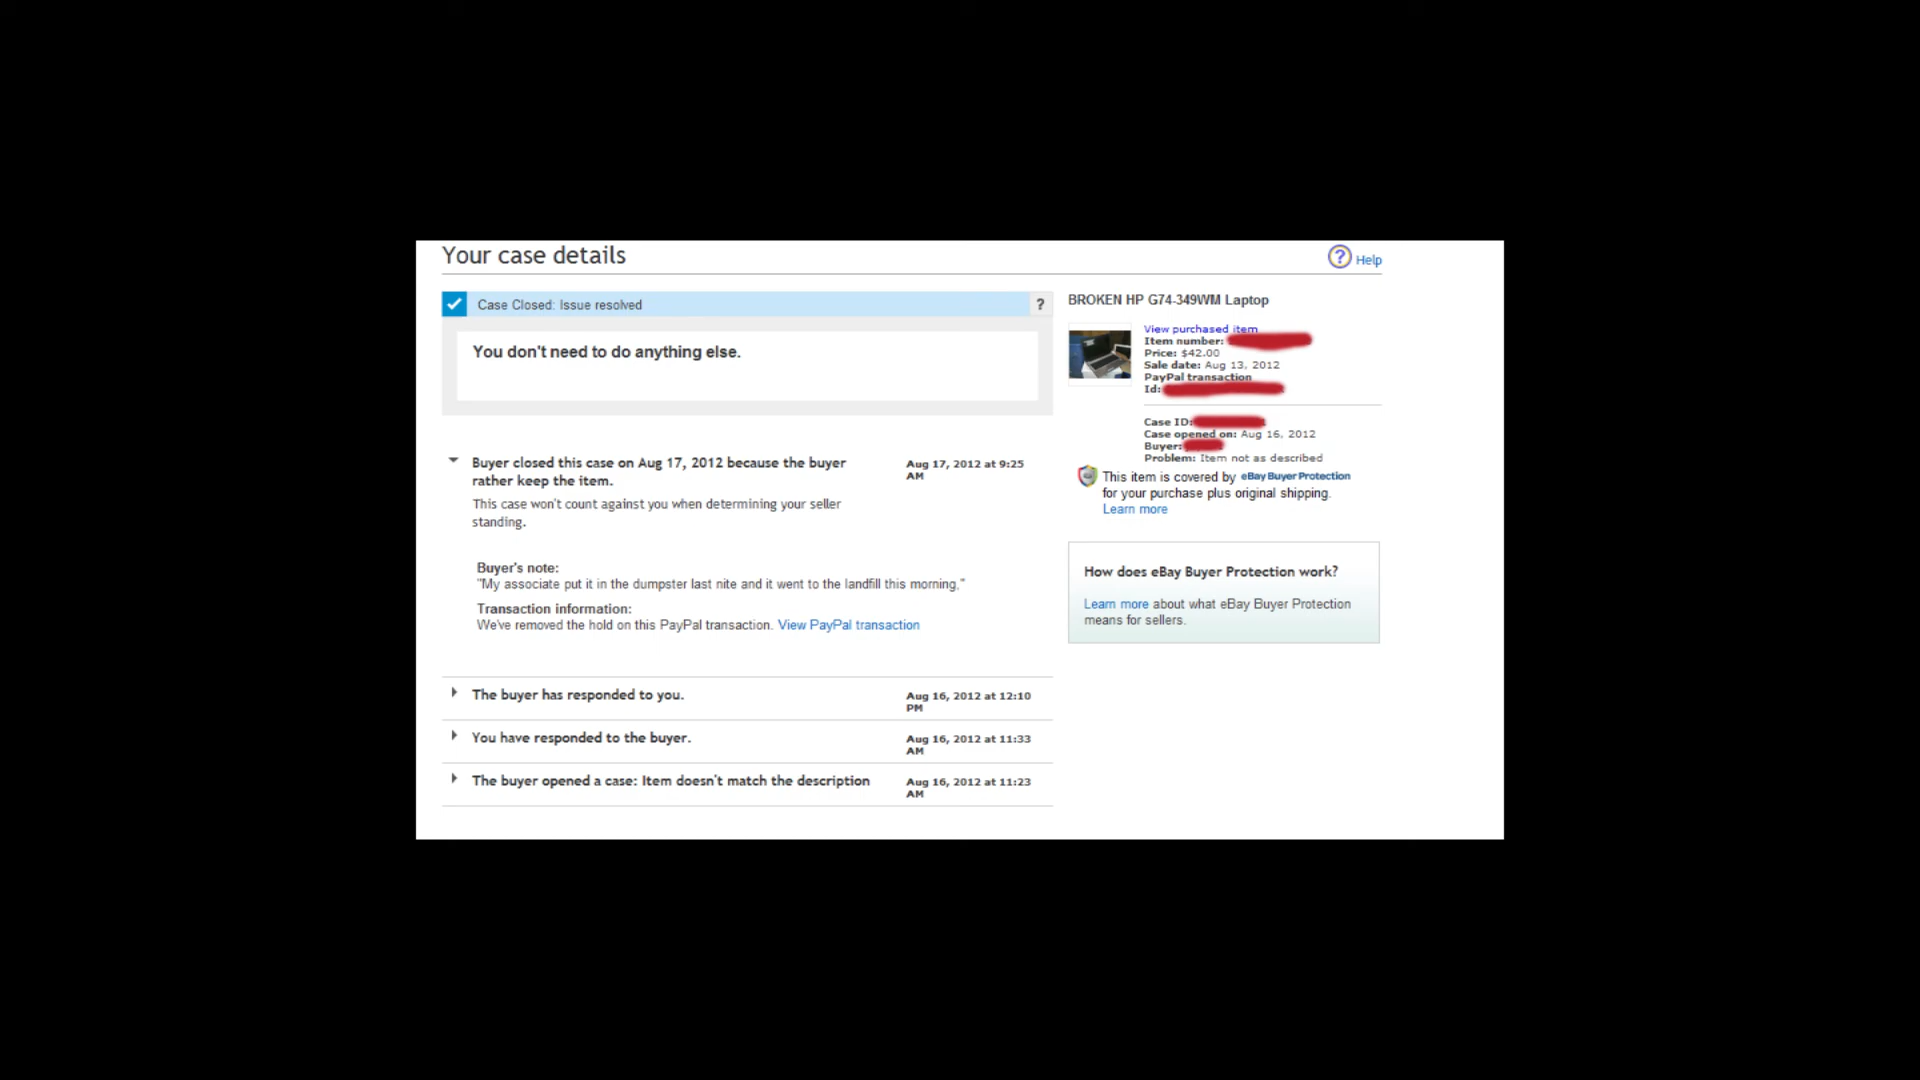 Your case details
? Help
Case Closed: Issue resolved
?
You don't need to do anything else.
Buyer closed this case on Aug 17, 2012 because the buyer
rather keep the item.
Aug 17, 2012 at 9:25
AM
This case won't count against you when determining your seller
standing.
Buyer's note:
"My associate put it in the dumpster last nite and it went to the landfill this morning."
Transaction information:
We've removed the hold on this PayPal transaction. View PayPal transaction
The buyer has responded to you.
Aug 16, 2012 at 12:10
PM
You have responded to the buyer.
Aug 16, 2012 at 11:33
AM
The buyer opened a case: Item doesn't match the description
Aug 16, 2012 at 11:23
AM
BROKEN HP G74-349WM Laptop
View purchased item
Item number:
Price: $42.00
Sale date: Aug 13, 2012
PayPal transaction
Id:
Case ID:
Case opened on: Aug 16, 2012
Buyer:
Problem: Item not as described
This item is covered by eBay Buyer Protection
for your purchase plus original shipping.
Learn more
How does eBay Buyer Protection work?
Learn more about what eBay Buyer Protection
means for sellers.